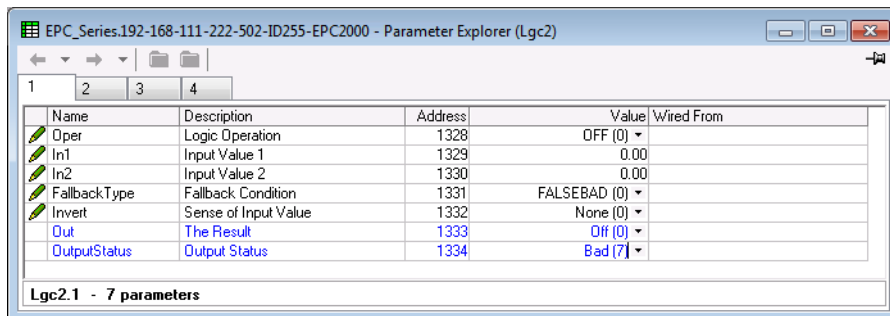 EPC_Series.192-168-111-222-502-ID255-EPC2000 - Parameter Explorer (Lgc2)
1 2 3 4
Name Description Address Value Wired From
Oper Logic Operation 1328 OFF (0)
In1 Input Value 1 1329 0.00
In2 Input Value 2 1330 0.00
FallbackType Fallback Condition 1331 FALSEBAD (0)
Invert Sense of Input Value 1332 None (0)
Out The Result 1333 Off (0)
OutputStatus Output Status 1334 Bad (7)
Lgc2.1 - 7 parameters